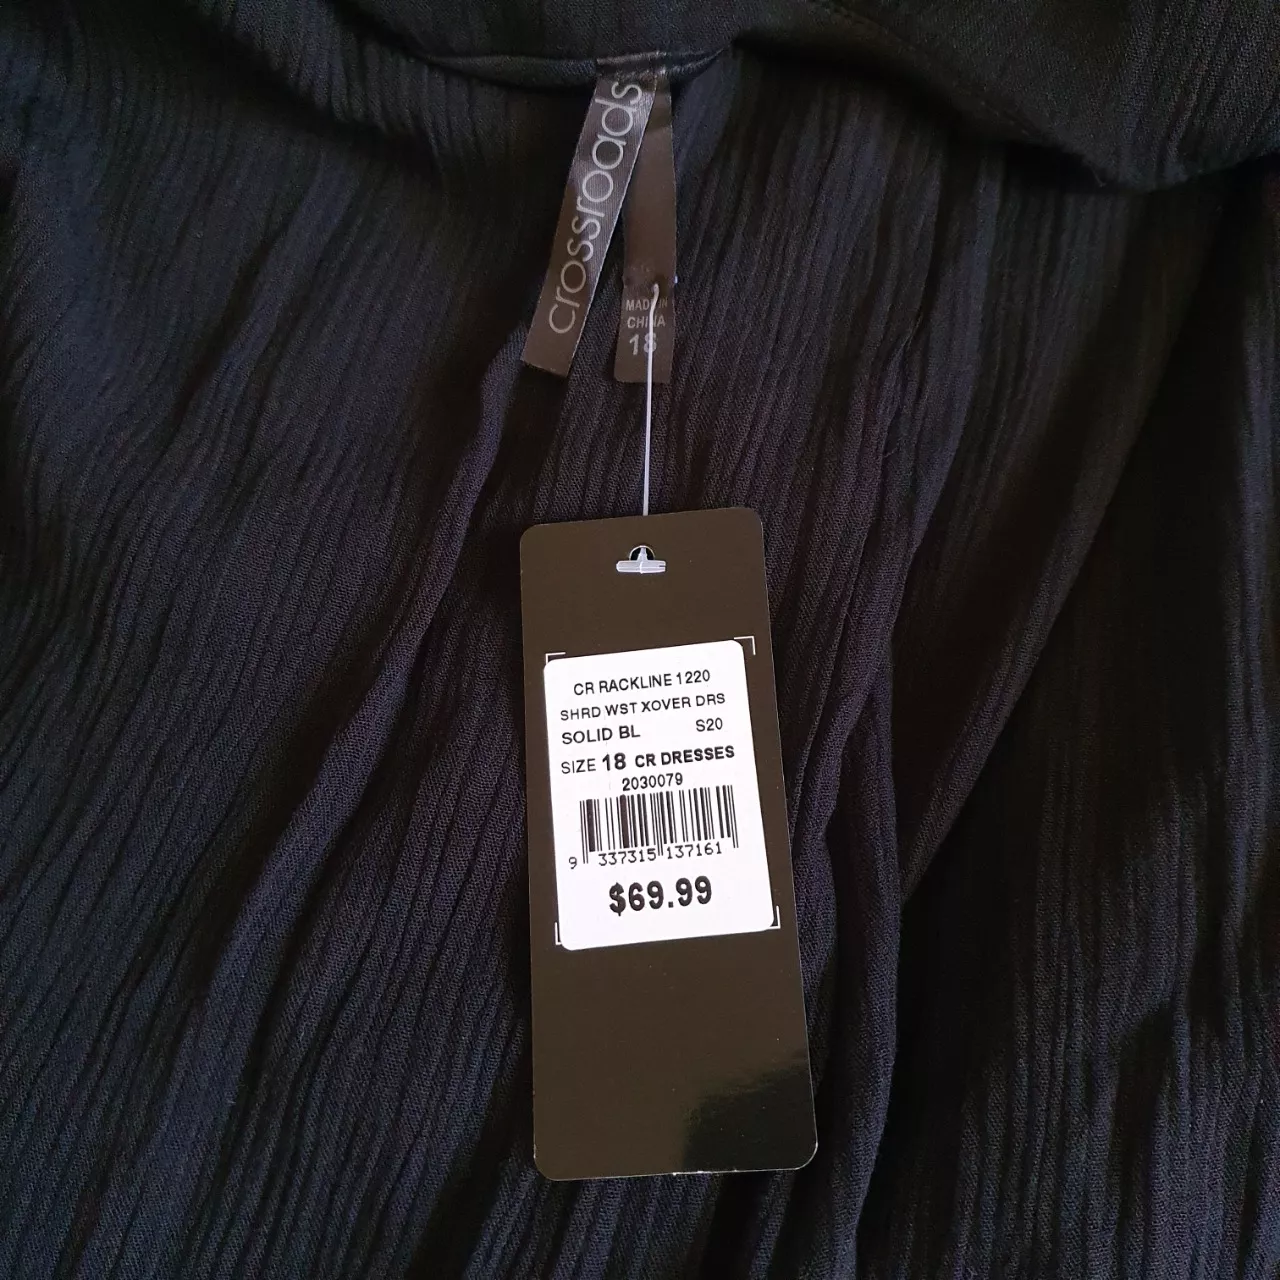 crossroads
MADE IN
CHINA
18
CR RACKLINE 1220
SHRD WST XOVER DRS
SOLID BL S20
SIZE 18 CR DRESSES
2030079
9 337315 137161
$69.99